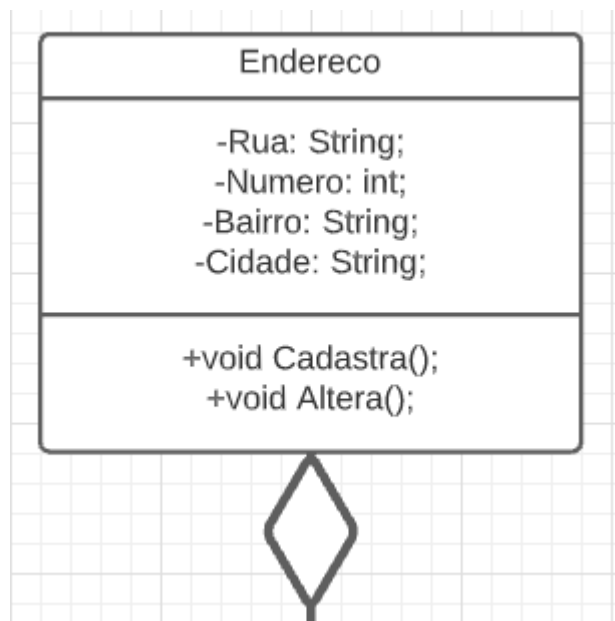 Endereco
-Rua: String;
-Numero: int;
-Bairro: String;
-Cidade: String;
+void Cadastra();
+void Altera();